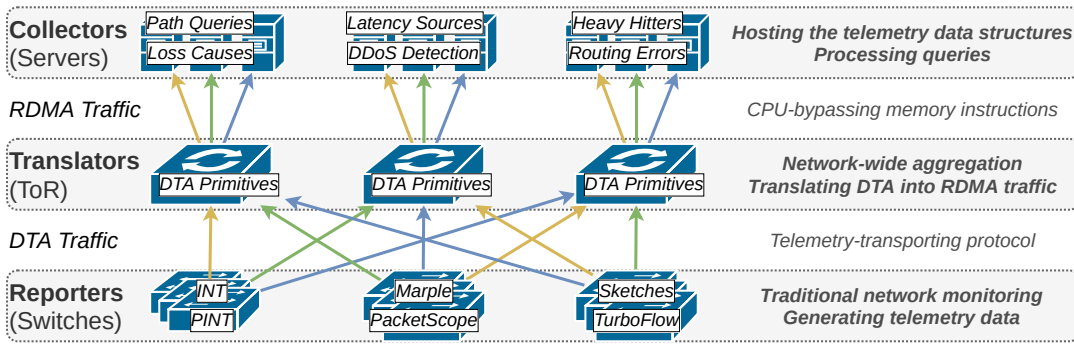 Collectors
(Servers)
Path Queries
Loss Causes
Latency Sources
DDoS Detection
Heavy Hitters
Routing Errors
Hosting the telemetry data structures
Processing queries
RDMA Traffic
CPU-bypassing memory instructions
Translators
(ToR)
DTA Primitives
DTA Primitives
DTA Primitives
Network-wide aggregation
Translating DTA into RDMA traffic
DTA Traffic
Telemetry-transporting protocol
Reporters
(Switches)
INT
PINT
Marple
PacketScope
Sketches
TurboFlow
Traditional network monitoring
Generating telemetry data